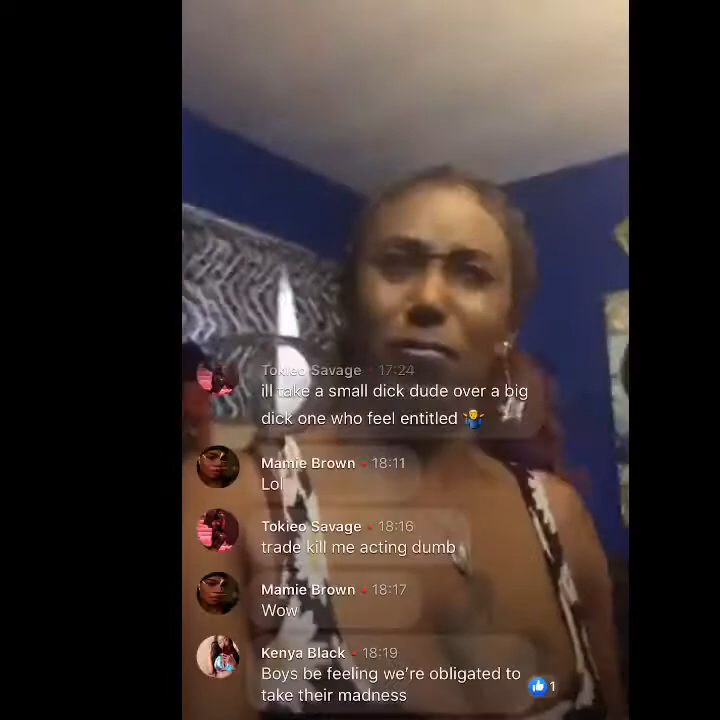 Tokieo Savage • 17:24
ill take a small dick dude over a big
dick one who feel entitled 🤷‍♂️
Mamie Brown • 18:11
Lol
Tokieo Savage • 18:16
trade kill me acting dumb
Mamie Brown • 18:17
Wow
Kenya Black • 18:19
Boys be feeling we're obligated to
take their madness
1